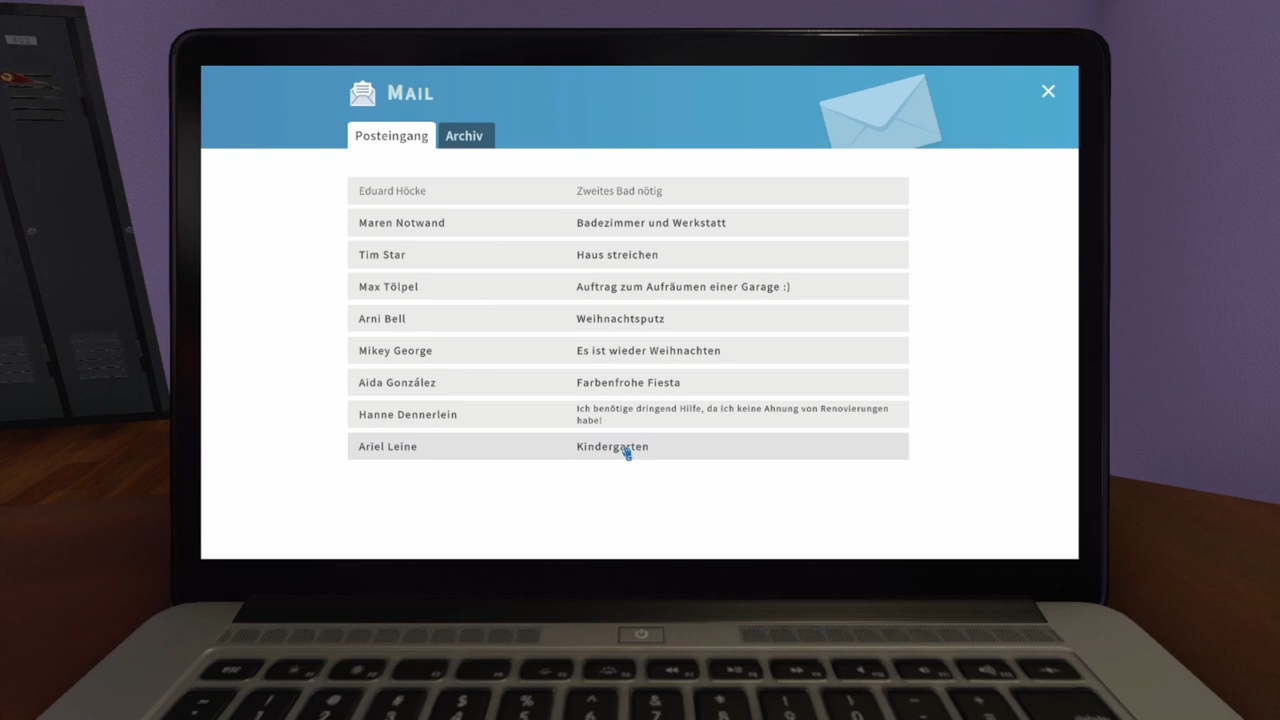 MAIL
Posteingang Archiv
Eduard Höcke Zweites Bad nötig
Maren Notwand Badezimmer und Werkstatt
Tim Star Haus streichen
Max Tölpel Auftrag zum Aufräumen einer Garage :)
Arni Bell Weihnachtsputz
Mikey George Es ist wieder Weihnachten
Aida González Farbenfrohe Fiesta
Hanne Dennerlein Ich benötige dringend Hilfe, da ich keine Ahnung von Renovierungen
habe!
Ariel Leine Kindergarten
esc